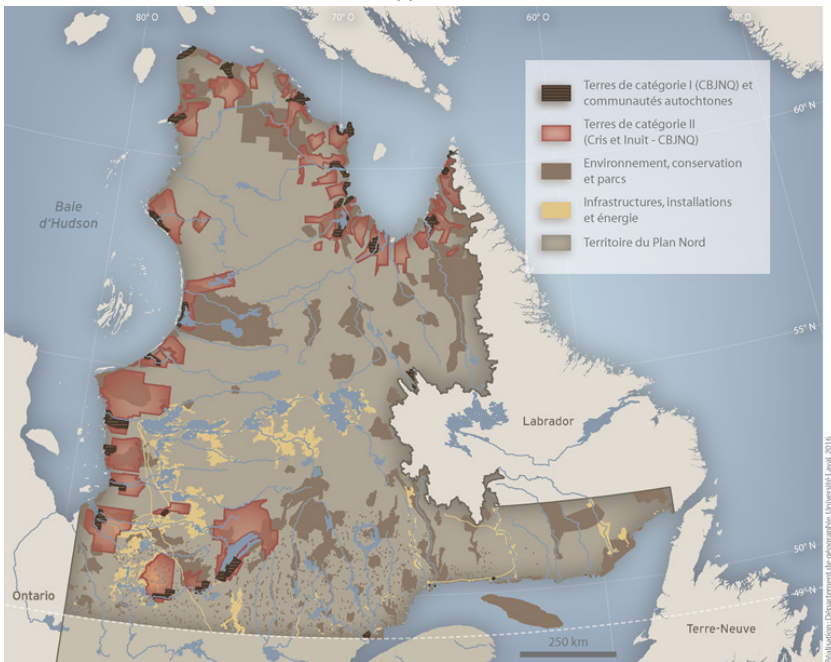 80° O
70° O
60° O
50° O
60° N
Terres de catégorie I (CBJNQ) et
communautés autochtones
Terres de catégorie II
(Cris et Inuit - CBJNQ)
Environnement, conservation
et parcs
Infrastructures, installations
et énergie
Territoire du Plan Nord
Baie
d'Hudson
55° N
Labrador
50° N
49° N
Ontario
Terre-Neuve
250 km
Réalisation: Département de géographie, Université Laval, 2016